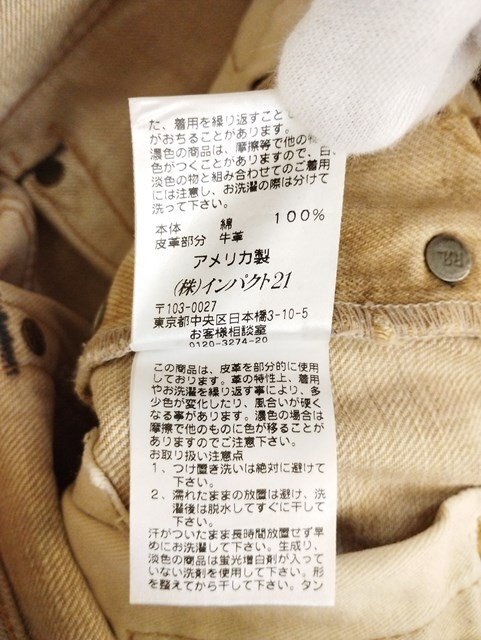 た、着用を繰り返すこと
がおちることがあります。
濃色の商品は、摩擦等で他の
色がつくことがありますので、白、
淡色の物と組み合わせてのご着用
には注意し、お洗濯の際は分けて
洗って下さい。
本体 綿 100%
皮革部分 牛革
アメリカ製
(株)インパクト21
〒103-0027
東京都中央区日本橋3-10-5
お客様相談室
0120-3274-20
この商品は、皮革を部分的に使用
しております。革の特性上、着用
やお洗濯を繰り返す事により、多
少色が変化したり、風合いが硬く
なる事があります。濃色の場合は
摩擦で他のものに色が移ることが
ありますのでご注意下さい。
お取り扱い注意点
1、つけ置き洗いは絶対に避けて
下さい。
2、濡れたままの放置は避け、洗
濯後は脱水してすぐに干して
下さい。
汗がついたまま長時間放置せず早
めにお洗濯して下さい。生成り、
淡色の商品は蛍光増白剤が入って
いない洗剤を使用して下さい。形
を整えてから干して下さい。タン
RRL